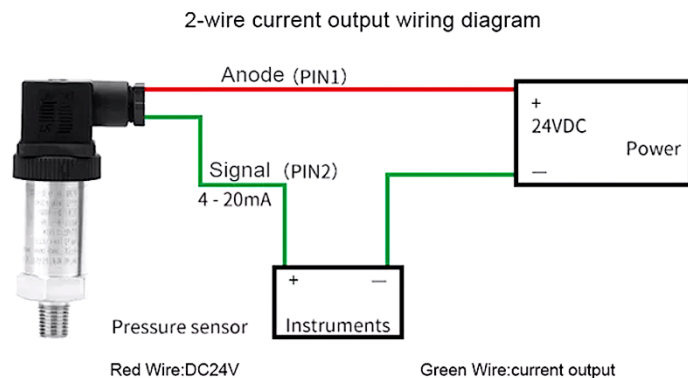 2-wire current output wiring diagram
Anode（PIN1）
+
24VDC
Power
—
Signal（PIN2）
4 - 20mA
+ —
Pressure sensor
Instruments
Red Wire:DC24V
Green Wire:current output